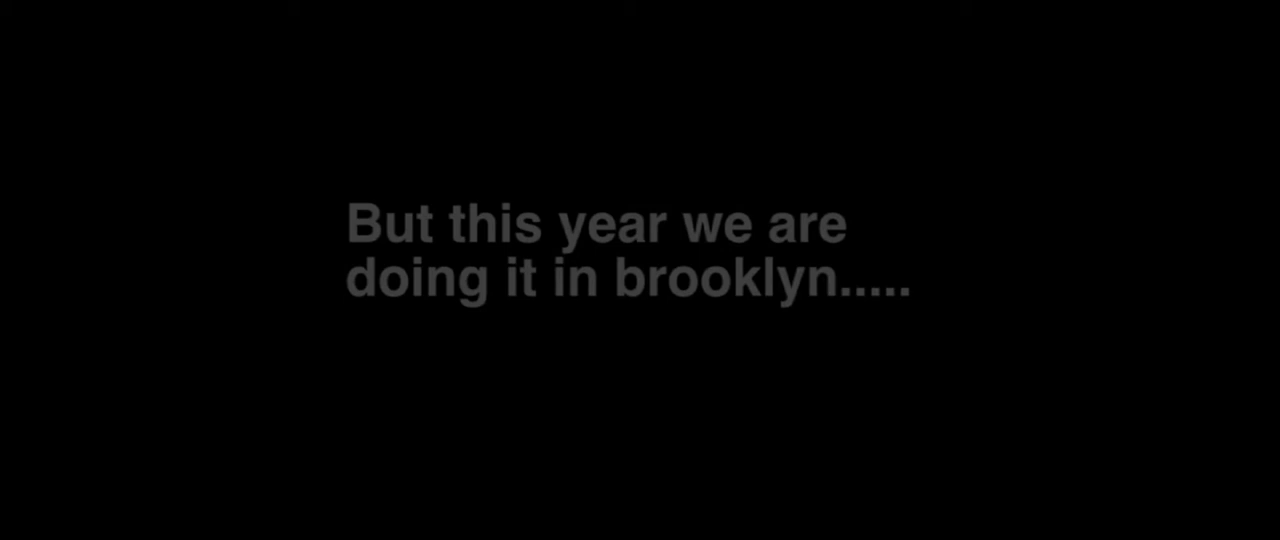 But this year we are
doing it in brooklyn.....